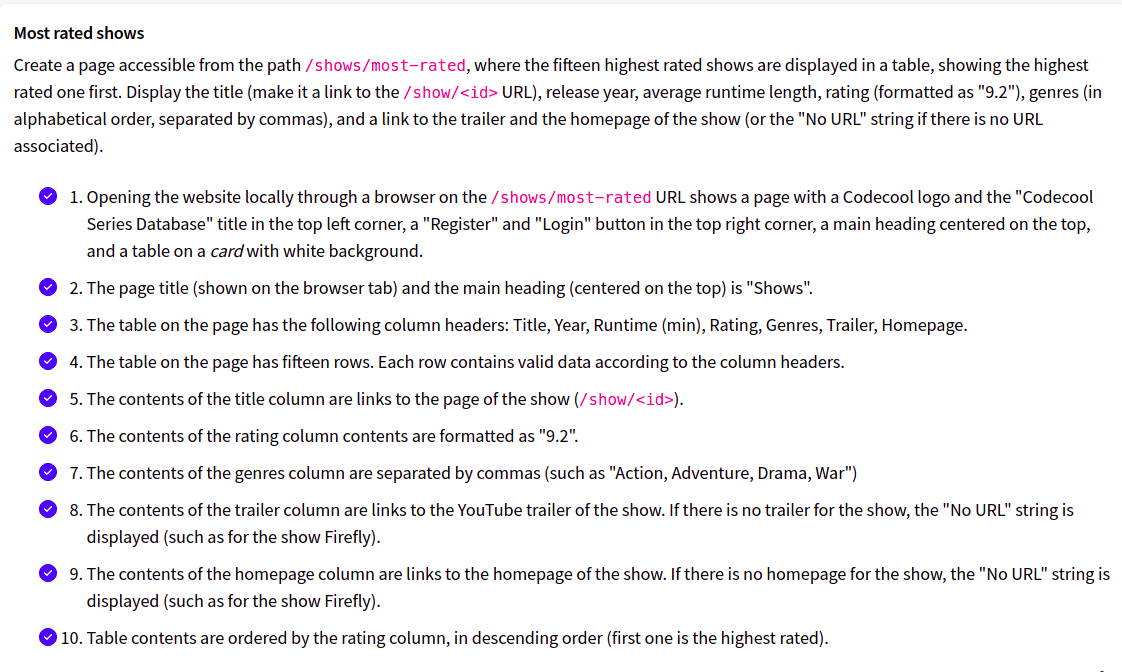 Most rated shows
Create a page accessible from the path /shows/most-rated, where the fifteen highest rated shows are displayed in a table, showing the highest
rated one first. Display the title (make it a link to the /show/<id> URL), release year, average runtime length, rating (formatted as "9.2"), genres (in
alphabetical order, separated by commas), and a link to the trailer and the homepage of the show (or the "No URL" string if there is no URL
associated).
1. Opening the website locally through a browser on the /shows/most-rated URL shows a page with a Codecool logo and the "Codecool
Series Database" title in the top left corner, a "Register" and "Login" button in the top right corner, a main heading centered on the top,
and a table on a card with white background.
2. The page title (shown on the browser tab) and the main heading (centered on the top) is "Shows".
3. The table on the page has the following column headers: Title, Year, Runtime (min), Rating, Genres, Trailer, Homepage.
4. The table on the page has fifteen rows. Each row contains valid data according to the column headers.
5. The contents of the title column are links to the page of the show (/show/<id>).
6. The contents of the rating column contents are formatted as "9.2".
7. The contents of the genres column are separated by commas (such as "Action, Adventure, Drama, War")
8. The contents of the trailer column are links to the YouTube trailer of the show. If there is no trailer for the show, the "No URL" string is
displayed (such as for the show Firefly).
9. The contents of the homepage column are links to the homepage of the show. If there is no homepage for the show, the "No URL" string is
displayed (such as for the show Firefly).
10. Table contents are ordered by the rating column, in descending order (first one is the highest rated).